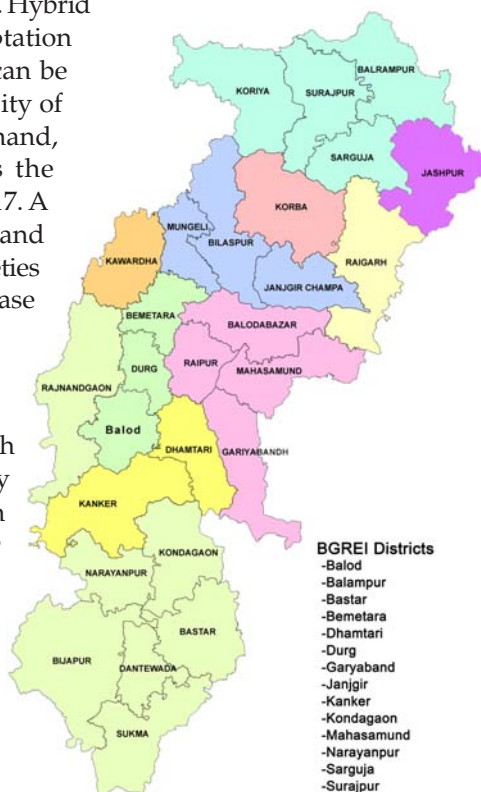 . Hybrid
otation
can be
ity of
hand,
s the
17. A
and
eties
ase
h
y
n
KORIYA
SURAJPUR
BALRAMPUR
SARGUJA
JASHPUR
KORBA
MUNGELI
BILASPUR
KAWARDHA
RAIGARH
JANJGIR CHAMPA
BEMETARA
BALODABAZAR
RAIPUR
MAHASAMUND
DURG
RAJNANDGAON
Balod
DHAMTARI
GARIYABANDH
KANKER
KONDAGAON
NARAYANPUR
BASTAR
BIJAPUR
DANTEWADA
SUKMA
BGREI Districts
-Balod
-Balampur
-Bastar
-Bemetara
-Dhamtari
-Durg
-Garyaband
-Janjgir
-Kanker
-Kondagaon
-Mahasamund
-Narayanpur
-Sarguja
-Surajpur